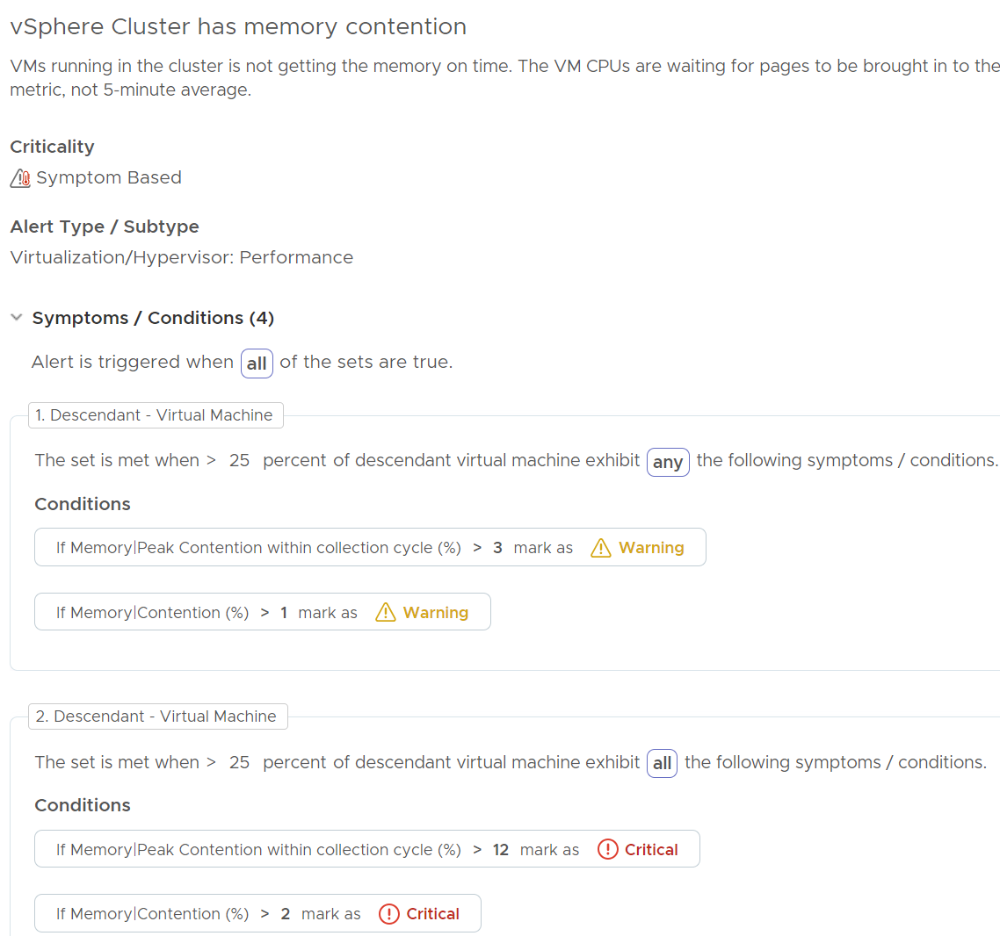 vSphere Cluster has memory contention
VMs running in the cluster is not getting the memory on time. The VM CPUs are waiting for pages to be brought in to the
metric, not 5-minute average.
Criticality
Symptom Based
Alert Type / Subtype
Virtualization/Hypervisor: Performance
Symptoms / Conditions (4)
Alert is triggered when all of the sets are true.
1. Descendant - Virtual Machine
The set is met when > 25 percent of descendant virtual machine exhibit any the following symptoms / conditions.
Conditions
If Memory|Peak Contention within collection cycle (%) > 3 mark as Warning
If Memory|Contention (%) > 1 mark as Warning
2. Descendant - Virtual Machine
The set is met when > 25 percent of descendant virtual machine exhibit all the following symptoms / conditions.
Conditions
If Memory|Peak Contention within collection cycle (%) > 12 mark as Critical
If Memory|Contention (%) > 2 mark as Critical